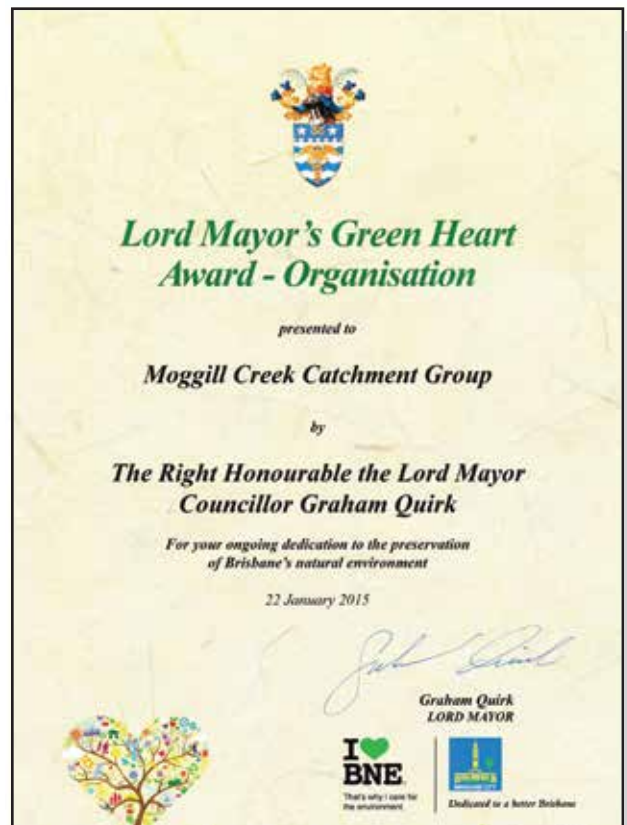 Lord Mayor's Green Heart
Award - Organisation
presented to
Moggill Creek Catchment Group
by
The Right Honourable the Lord Mayor
Councillor Graham Quirk
For your ongoing dedication to the preservation
of Brisbane's natural environment
22 January 2015
Graham Quirk
LORD MAYOR
I
BNE
That's why I care for
the environment
BRISBANE CITY
Dedicated to a better Brisbane